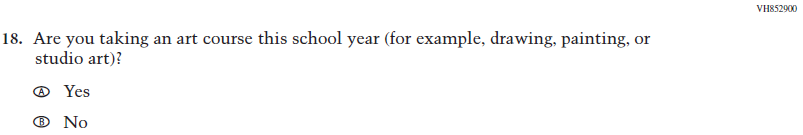 VH852900
18. Are you taking an art course this school year (for example, drawing, painting, or
studio art)?
Ⓐ Yes
Ⓑ No